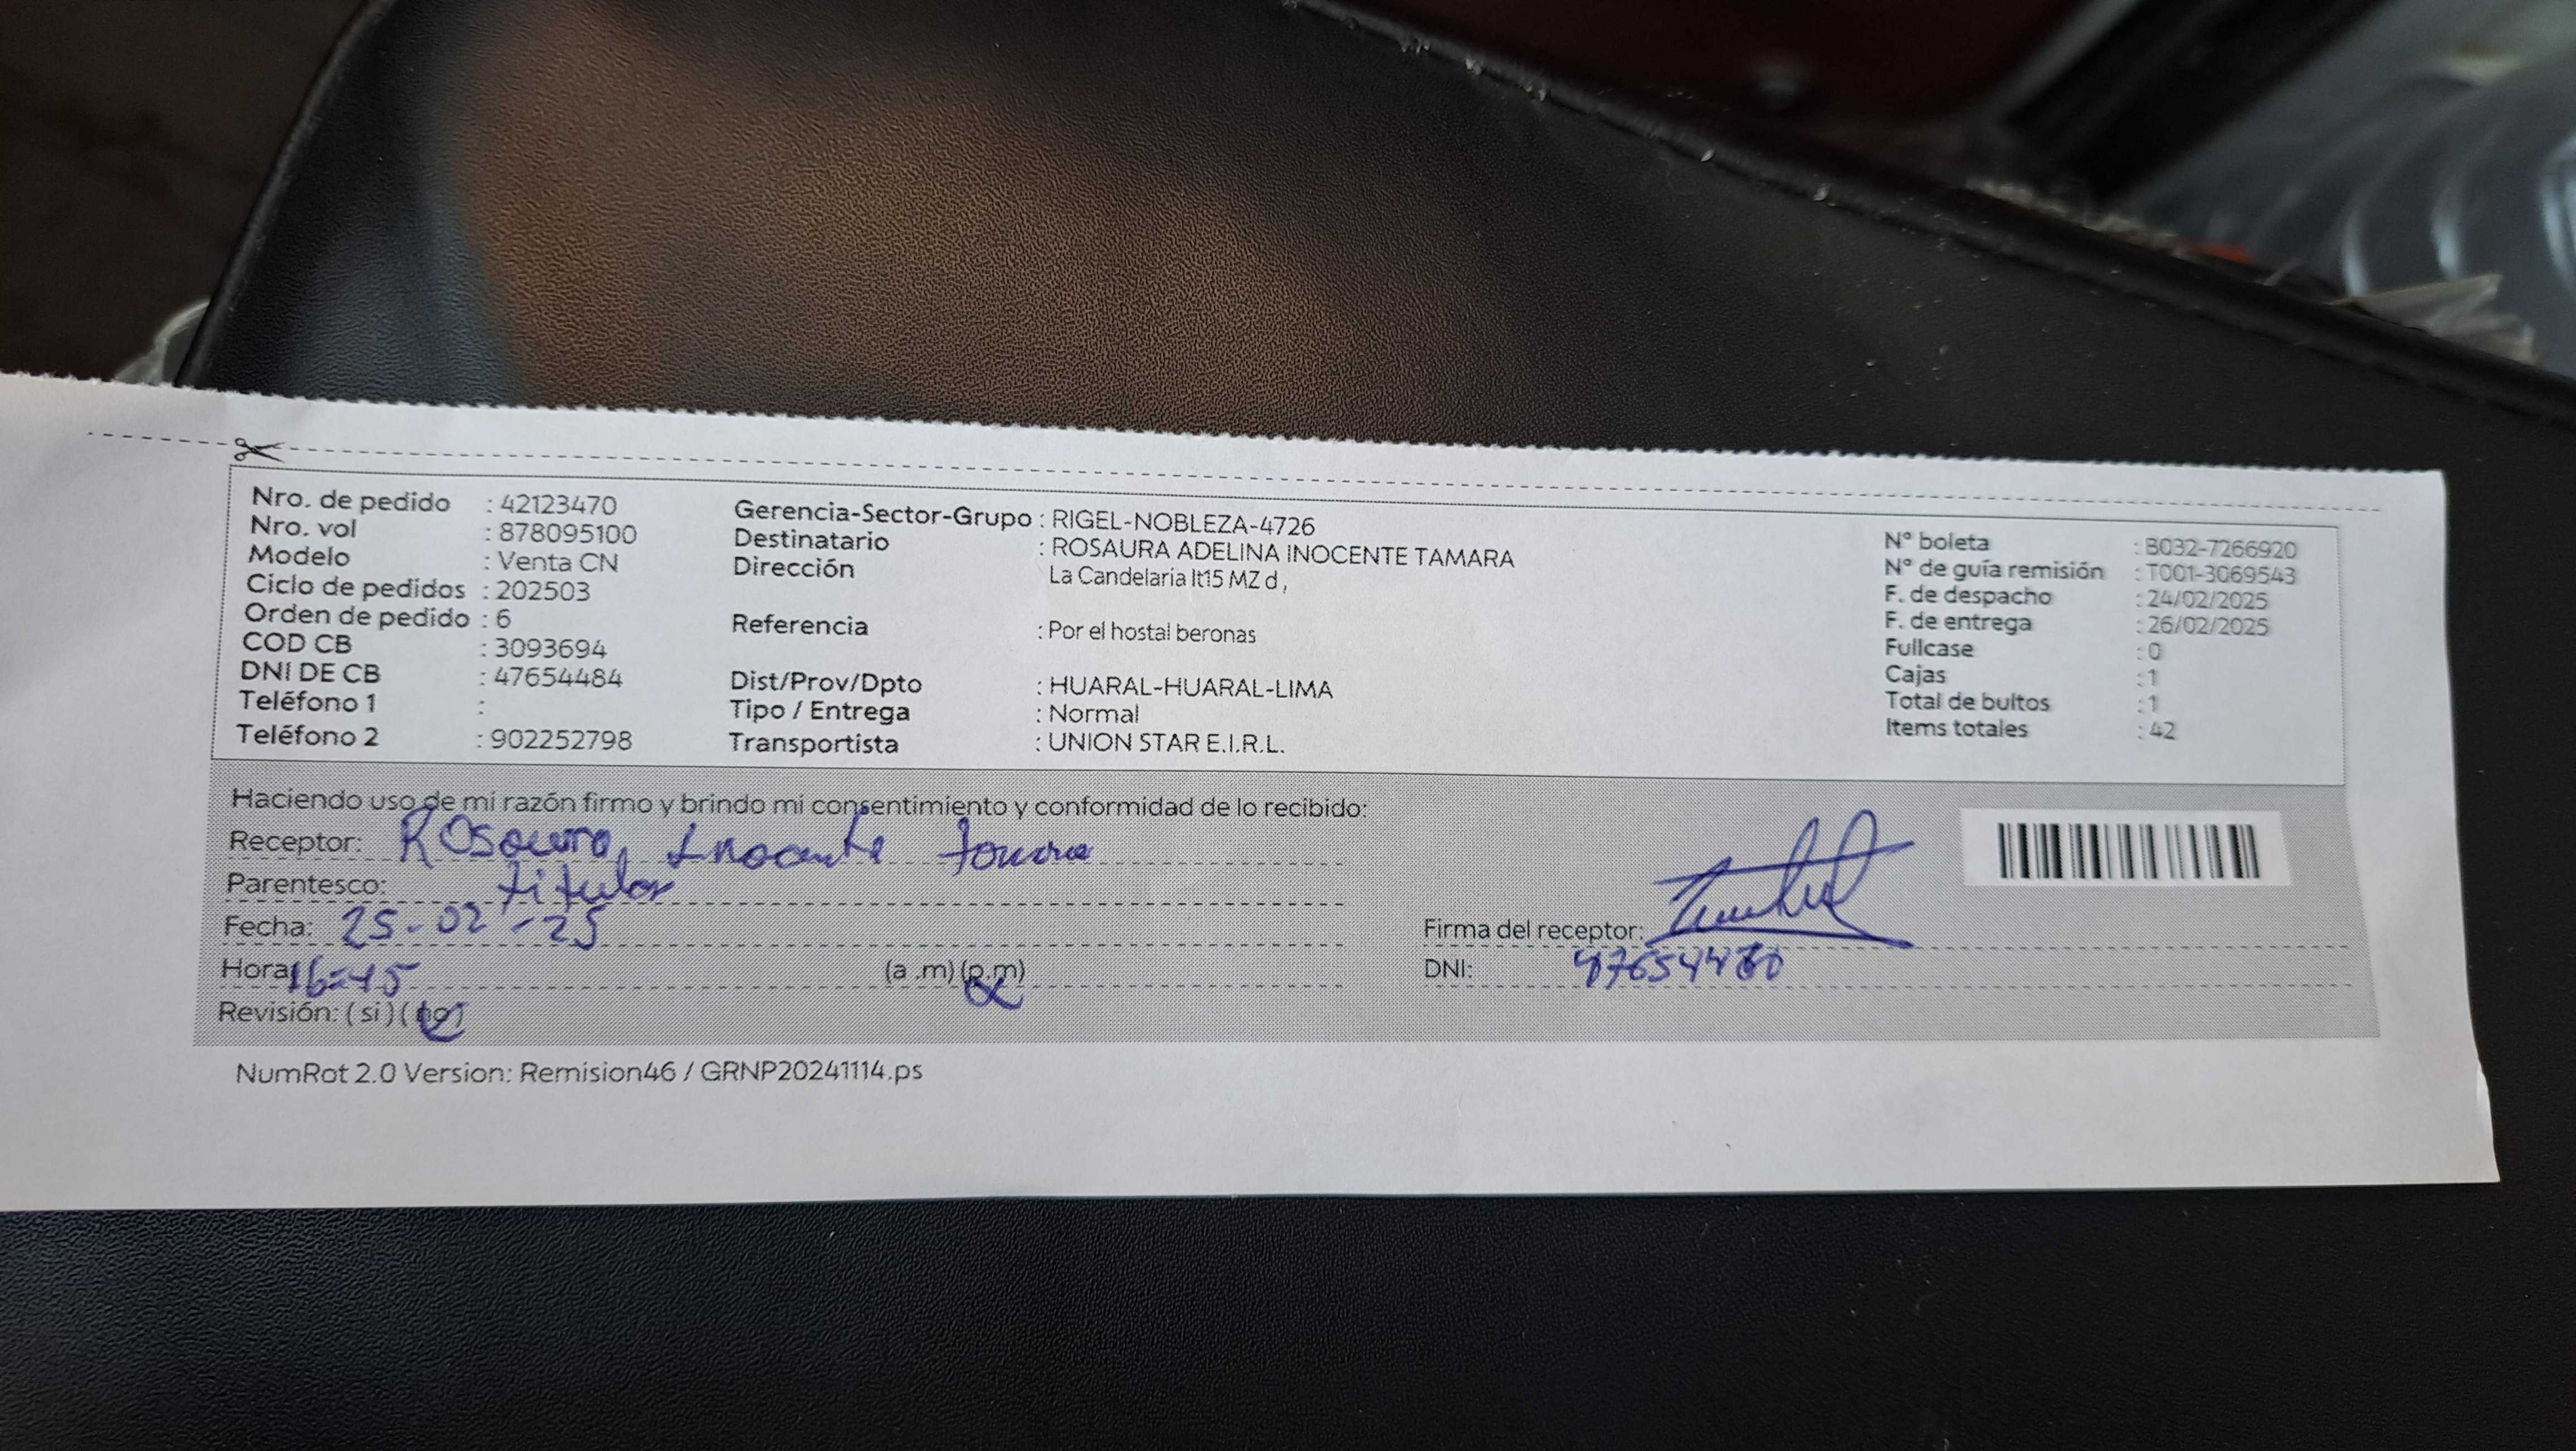 Nro. de pedido : 42123470
Nro. vol : 878095100
Modelo : Venta CN
Ciclo de pedidos : 202503
Orden de pedido : 6
COD CB : 3093694
DNI DE CB : 47654484
Teléfono 1 :
Teléfono 2 : 902252798
Gerencia-Sector-Grupo : RIGEL-NOBLEZA-4726
Destinatario : ROSAURA ADELINA INOCENTE TAMARA
Dirección La Candelaria lt15 MZ d ,
Referencia : Por el hostal beronas
Dist/Prov/Dpto : HUARAL-HUARAL-LIMA
Tipo / Entrega : Normal
Transportista : UNION STAR E.I.R.L.
N° boleta : B032-7266920
N° de guía remisión : T001-3069543
F. de despacho : 24/02/2025
F. de entrega : 26/02/2025
Fullcase : 0
Cajas : 1
Total de bultos : 1
Items totales : 42
Haciendo uso de mi razón firmo y brindo mi consentimiento y conformidad de lo recibido:
Receptor: Rosaura Inocente
Parentesco: titular
Fecha: 25-02-25
Hora: 16:45 (a .m) (p.m)
Revisión: ( si ) ( no )
Firma del receptor:
DNI:
NumRot 2.0 Version: Remision46 / GRNP20241114.ps